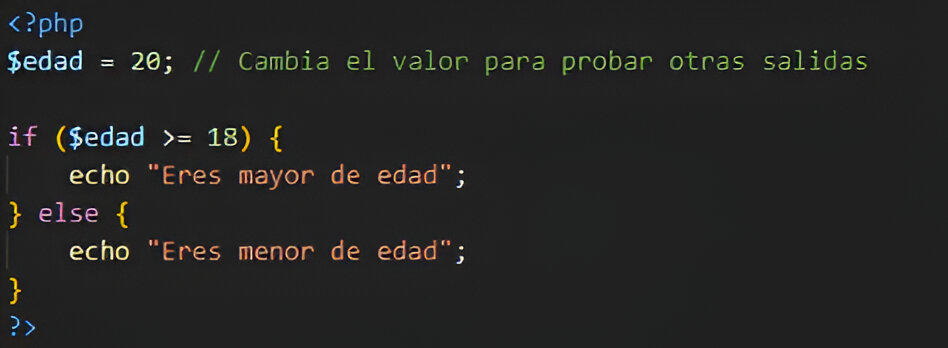 <?php
$edad = 20; // Cambia el valor para probar otras salidas
if ($edad >= 18) {
echo "Eres mayor de edad";
} else {
echo "Eres menor de edad";
}
?>